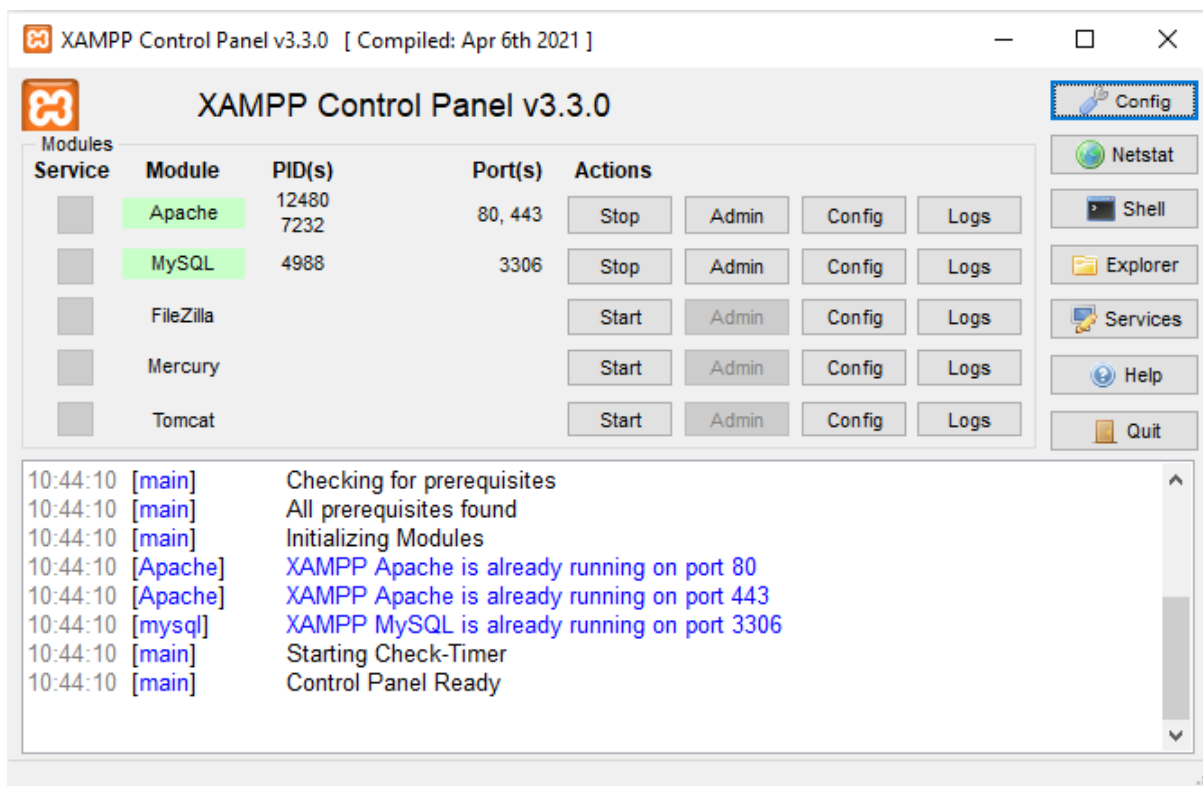 XAMPP Control Panel v3.3.0 [ Compiled: Apr 6th 2021 ]
XAMPP Control Panel v3.3.0
Config
Modules
Netstat
Service Module PID(s) Port(s) Actions
Apache 12480 7232 80, 443 Stop Admin Config Logs
Shell
MySQL 4988 3306 Stop Admin Config Logs
Explorer
FileZilla Start Admin Config Logs
Services
Mercury Start Admin Config Logs
Help
Tomcat Start Admin Config Logs
Quit
10:44:10 [main] Checking for prerequisites
10:44:10 [main] All prerequisites found
10:44:10 [main] Initializing Modules
10:44:10 [Apache] XAMPP Apache is already running on port 80
10:44:10 [Apache] XAMPP Apache is already running on port 443
10:44:10 [mysql] XAMPP MySQL is already running on port 3306
10:44:10 [main] Starting Check-Timer
10:44:10 [main] Control Panel Ready